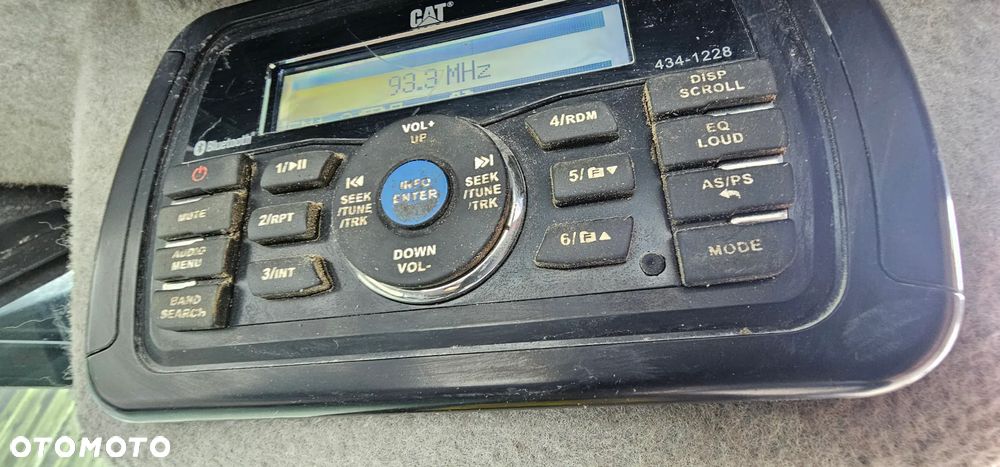 CAT®
434-1228
93.3 MHz
Bluetooth
DISP
SCROLL
EQ
LOUD
AS/PS
MODE
4/RDM
5/F▼
6/F▲
VOL+
UP
SEEK
/TUNE
/TRK
INFO
ENTER
SEEK
/TUNE
/TRK
DOWN
VOL-
1/
2/RPT
3/INT
MUTE
AUDIO
MENU
BAND
SEARCH
OTOMOTO